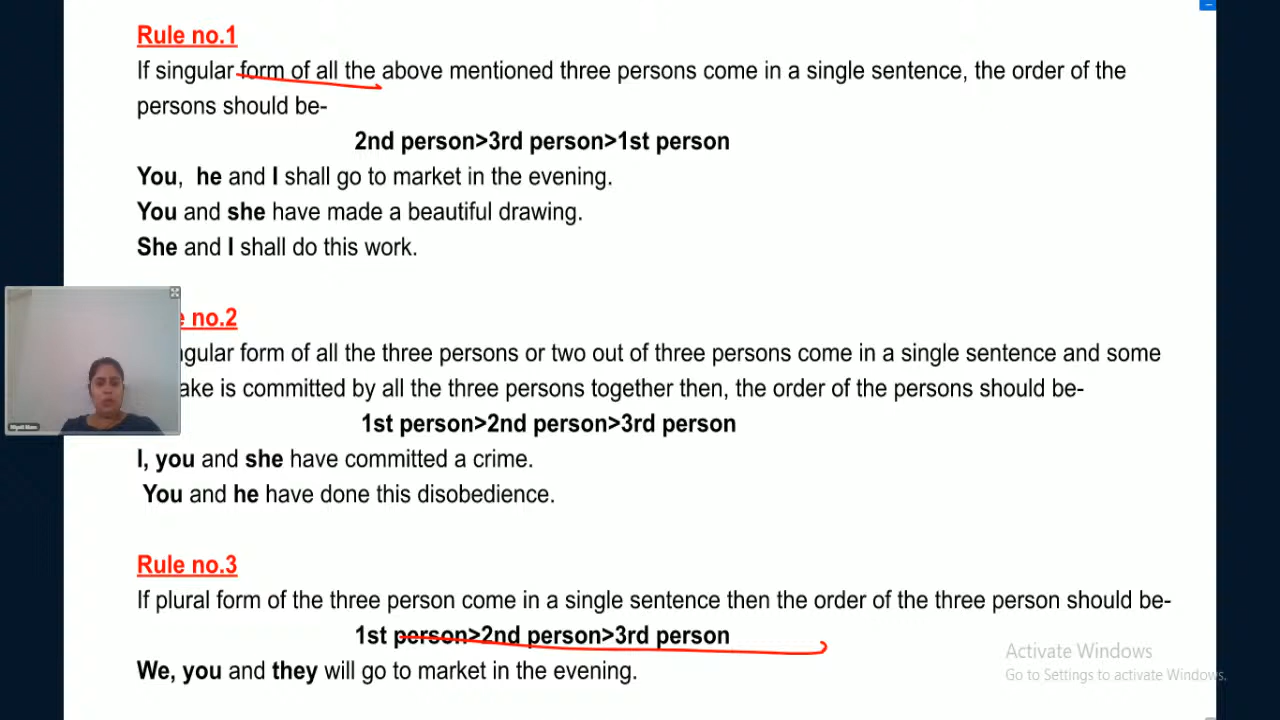 Rule no.1
If singular form of all the above mentioned three persons come in a single sentence, the order of the
persons should be-
2nd person>3rd person>1st person
You, he and I shall go to market in the evening.
You and she have made a beautiful drawing.
She and I shall do this work.
no.2
gular form of all the three persons or two out of three persons come in a single sentence and some
ake is committed by all the three persons together then, the order of the persons should be-
1st person>2nd person>3rd person
I, you and she have committed a crime.
You and he have done this disobedience.
Rule no.3
If plural form of the three person come in a single sentence then the order of the three person should be-
1st person>2nd person>3rd person
We, you and they will go to market in the evening.
Activate Windows
Go to Settings to activate Windows.